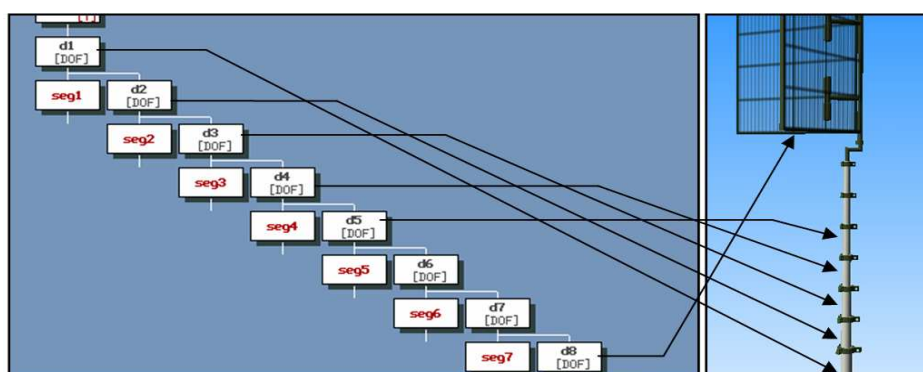 [T]
d1
[DOF]
seg1
d2
[DOF]
seg2
d3
[DOF]
seg3
d4
[DOF]
seg4
d5
[DOF]
seg5
d6
[DOF]
seg6
d7
[DOF]
seg7
d8
[DOF]